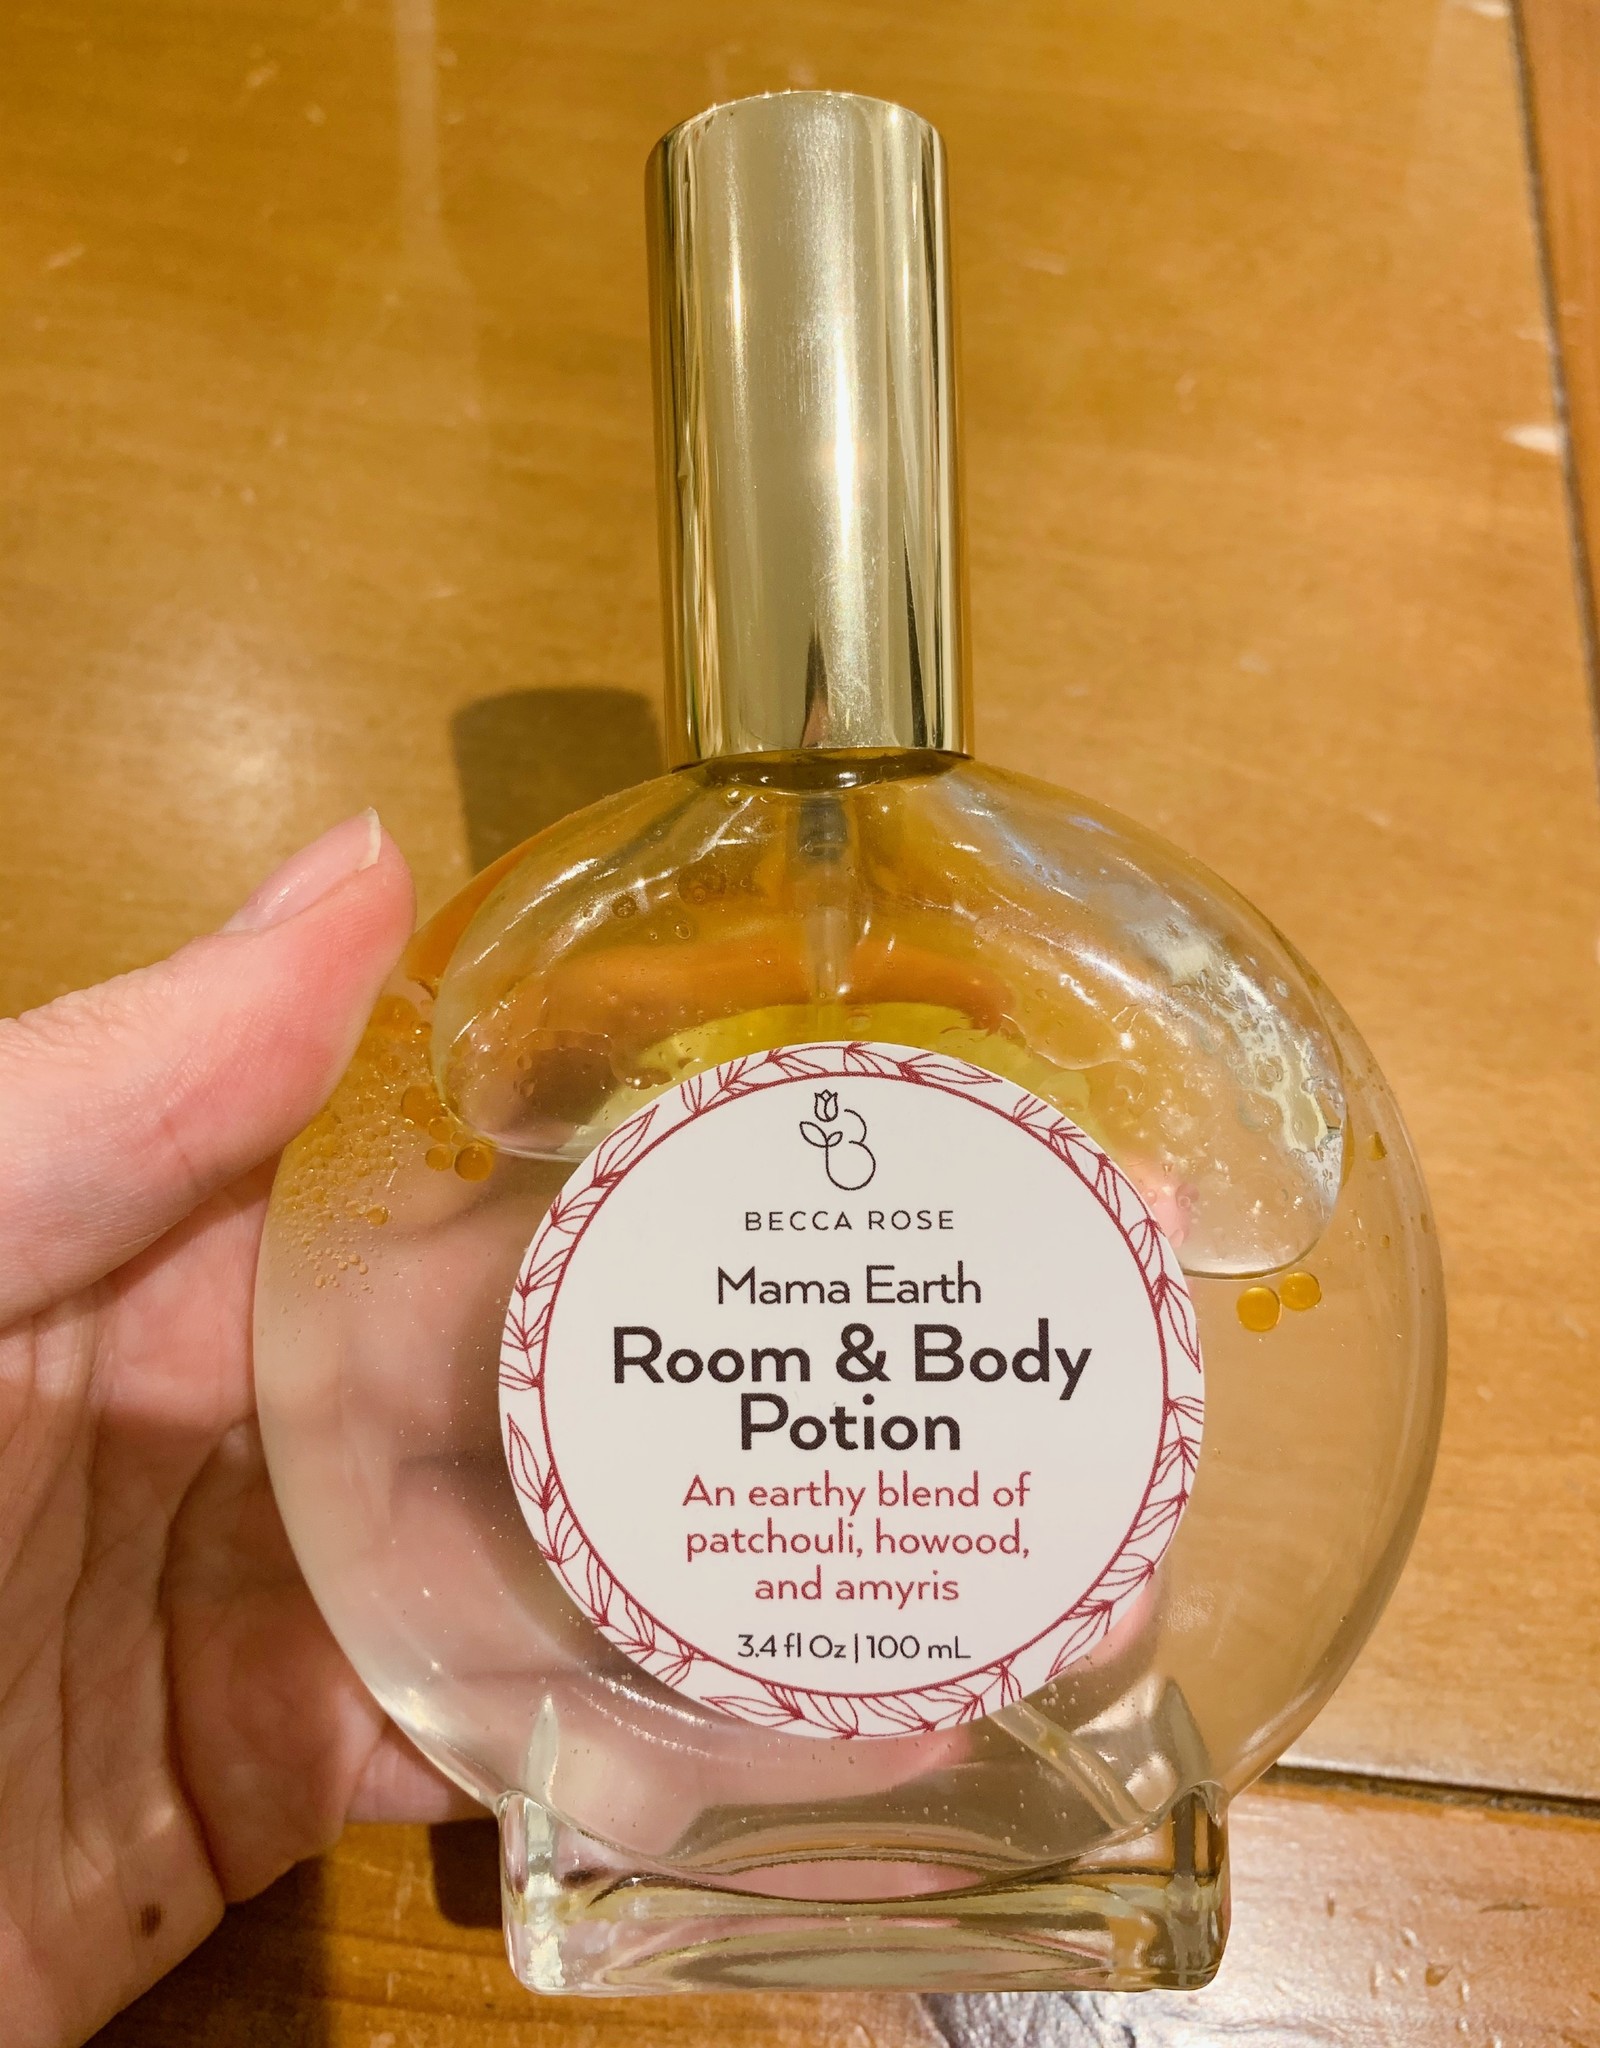 BECCA ROSE
Mama Earth
Room & Body
Potion
An earthy blend of
patchouli, howood,
and amyris
3.4 fl Oz | 100 mL